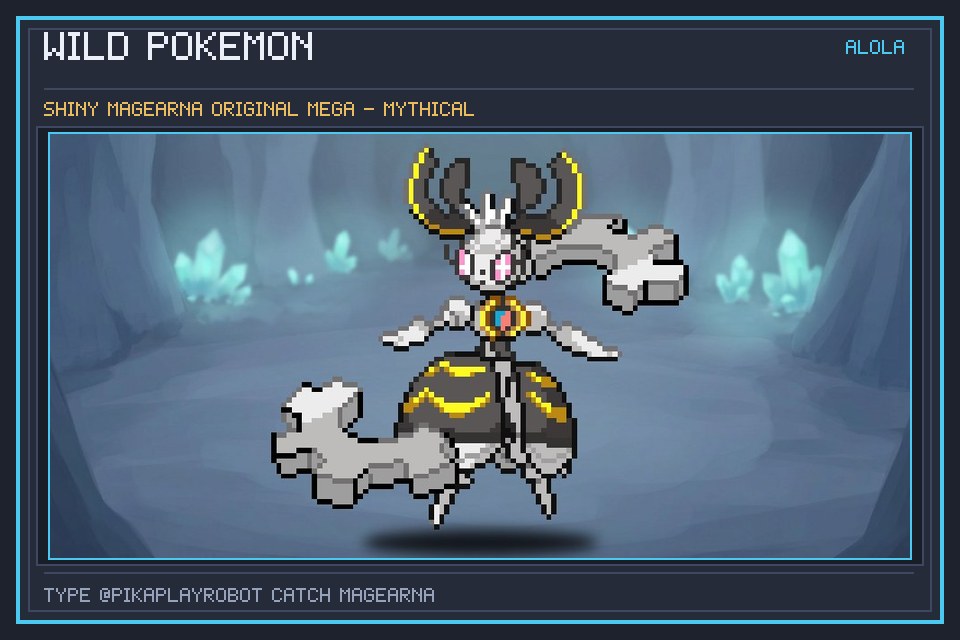 WILD POKEMON
ALOLA
SHINY MAGEARNA ORIGINAL MEGA - MYTHICAL
TYPE @PIKAPLAYROBOT CATCH MAGEARNA